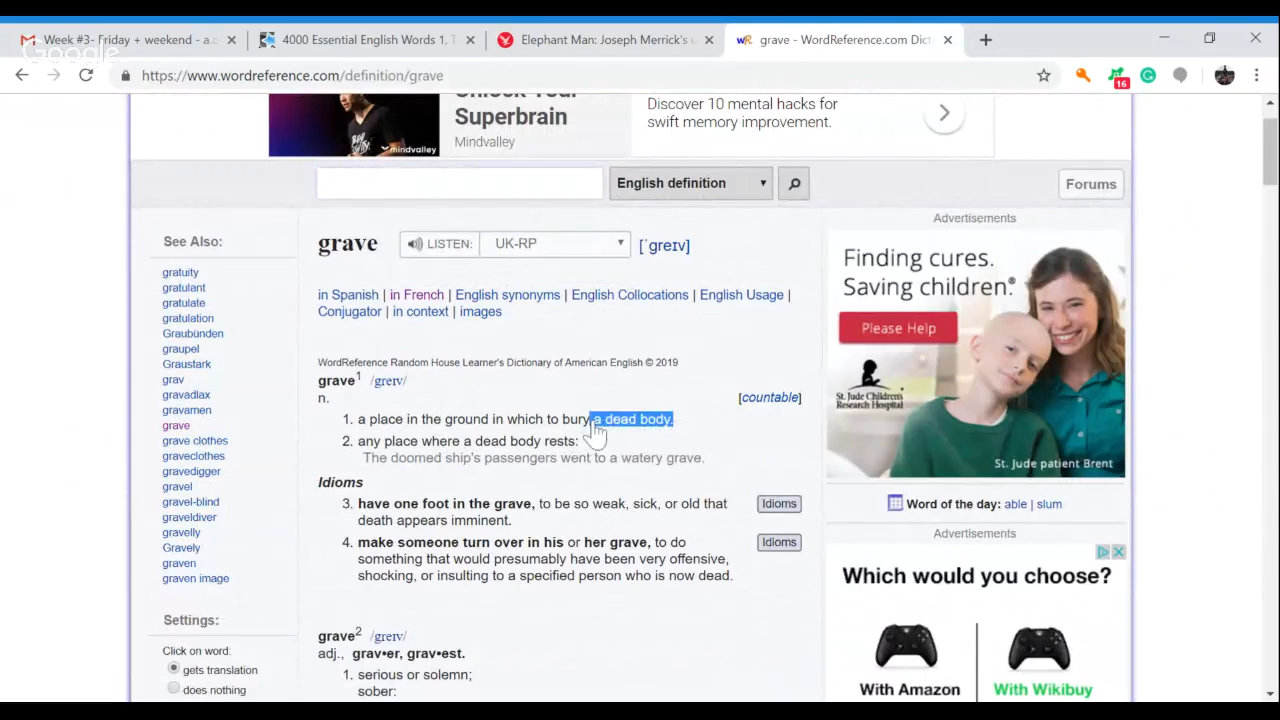 Week #3- Friday + weekend - a.o
4000 Essential English Words 1, T
Elephant Man: Joseph Merrick's u
grave - WordReference.com Dict
Google
https://www.wordreference.com/definition/grave
16
Unlock Your
Superbrain
Mindvalley
mindvalley
Discover 10 mental hacks for
swift memory improvement.
English definition
Forums
Advertisements
See Also:
gratuity
gratulant
gratulate
gratulation
Graubünden
graupel
Graustark
grav
gravadlax
gravamen
grave
grave clothes
graveclothes
gravedigger
gravel
gravel-blind
graveldiver
gravelly
Gravely
graven
graven image
Settings:
Click on word:
gets translation
does nothing
grave
LISTEN:
UK-RP
[ˈgreɪv]
in Spanish | in French | English synonyms | English Collocations | English Usage |
Conjugator | in context | images
WordReference Random House Learner's Dictionary of American English © 2019
grave1 /greɪv/
n.
[countable]
1. a place in the ground in which to bury a dead body.
2. any place where a dead body rests:
The doomed ship's passengers went to a watery grave.
Idioms
3. have one foot in the grave, to be so weak, sick, or old that
death appears imminent.
Idioms
4. make someone turn over in his or her grave, to do
something that would presumably have been very offensive,
shocking, or insulting to a specified person who is now dead.
Idioms
grave2 /greɪv/
adj., grav•er, grav•est.
1. serious or solemn;
sober:
Finding cures.
Saving children.®
Please Help
St. Jude Children's
Research Hospital
St. Jude patient Brent
Word of the day: able | slum
Advertisements
Which would you choose?
With Amazon
With Wikibuy